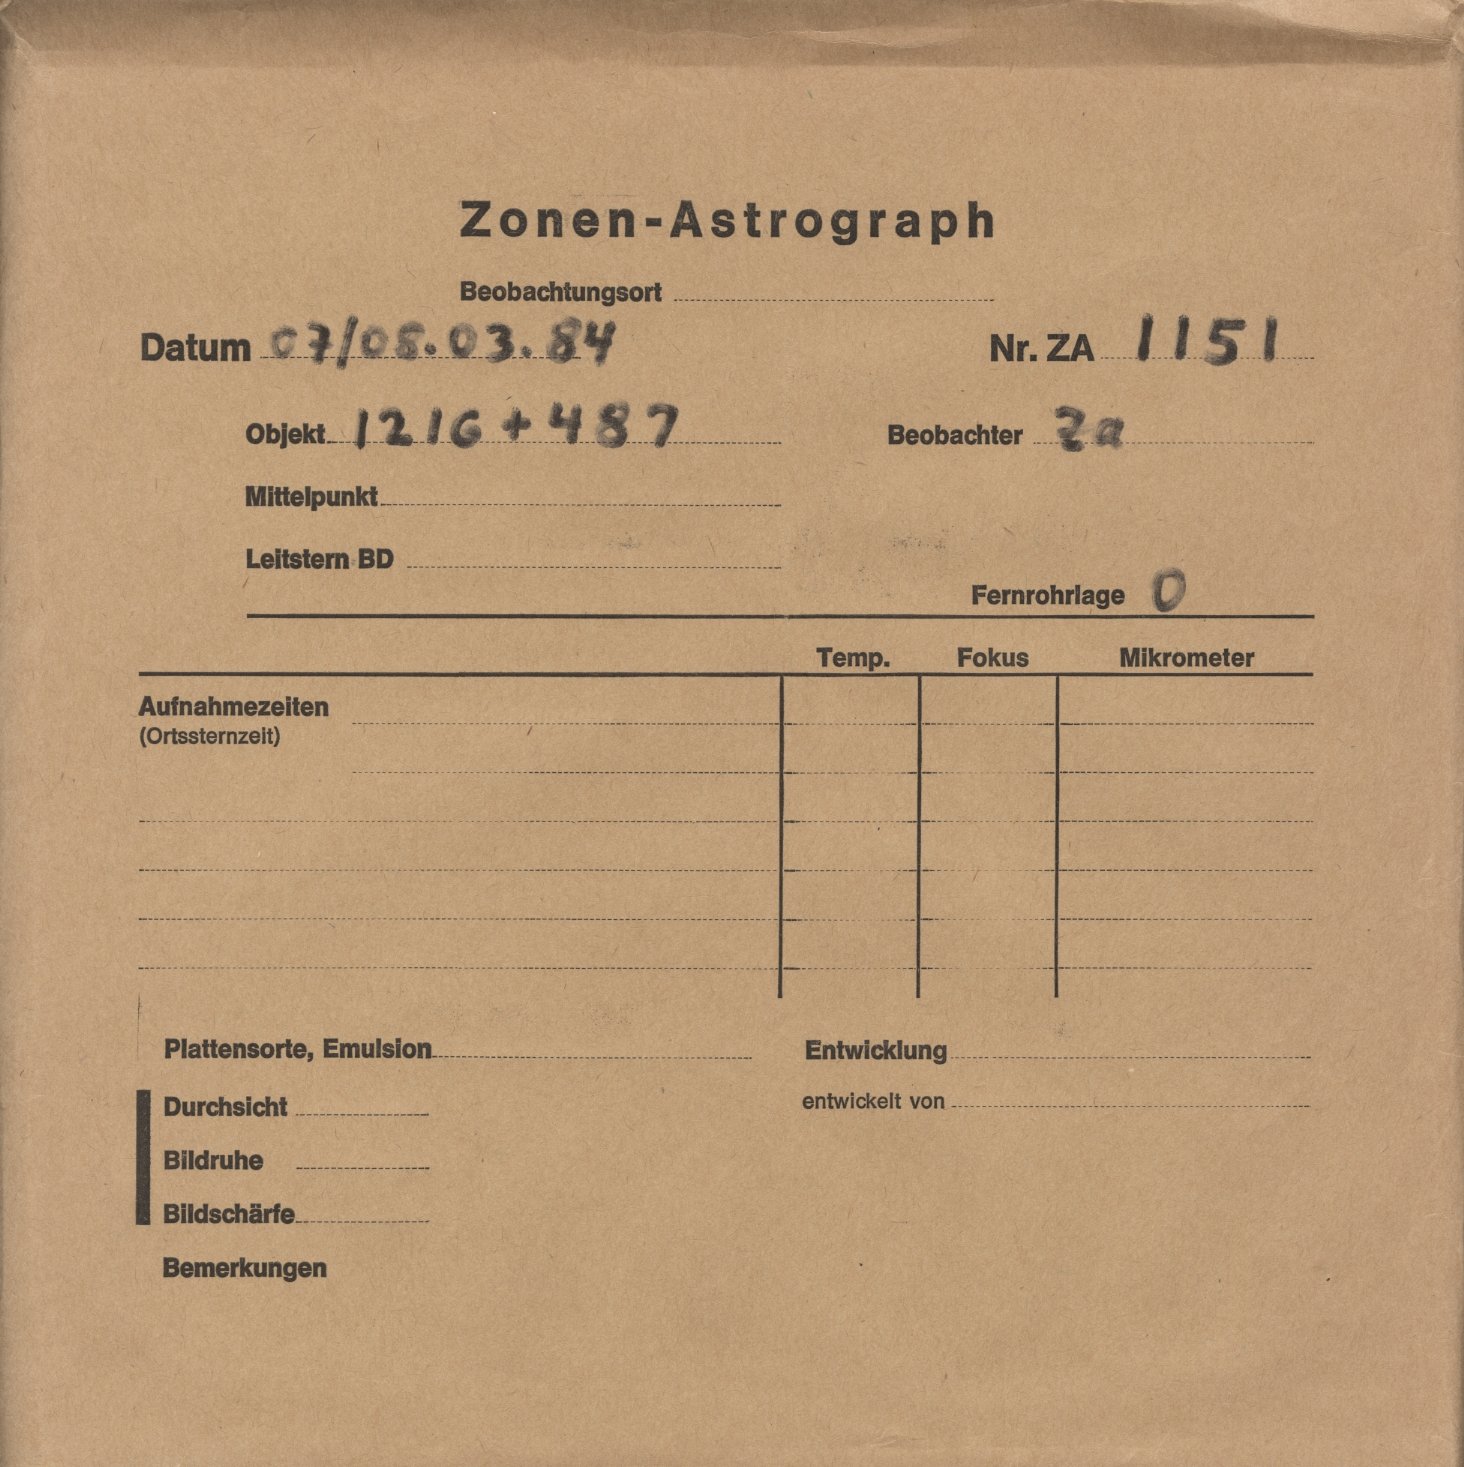 Zonen-Astrograph
Beobachtungsort
Datum 07/08.03.84 Nr. ZA 1151
Objekt 1216+487 Beobachter Za
Mittelpunkt
Leitstern BD
Fernrohrlage O
Temp. Fokus Mikrometer
Aufnahmezeiten
(Ortssternzeit)
Plattensorte, Emulsion Entwicklung
Durchsicht entwickelt von
Bildruhe
Bildschärfe
Bemerkungen